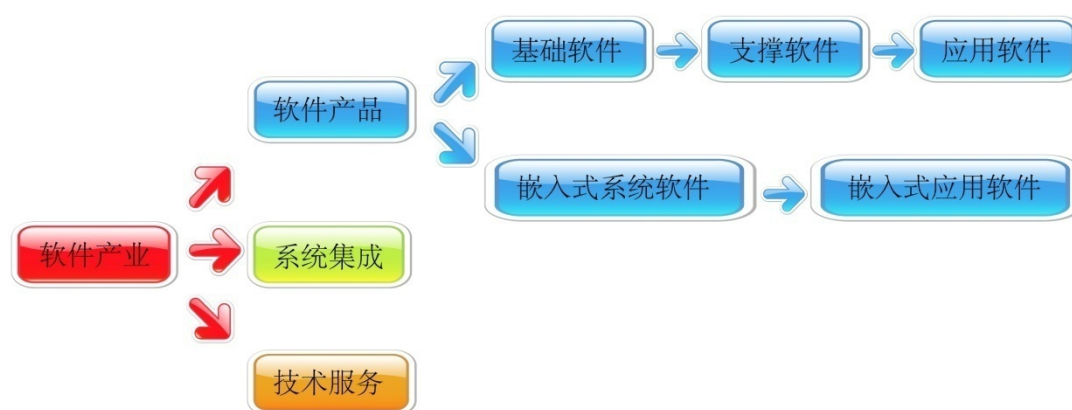 基础软件
支撑软件
应用软件
软件产品
嵌入式系统软件
嵌入式应用软件
软件产业
系统集成
技术服务